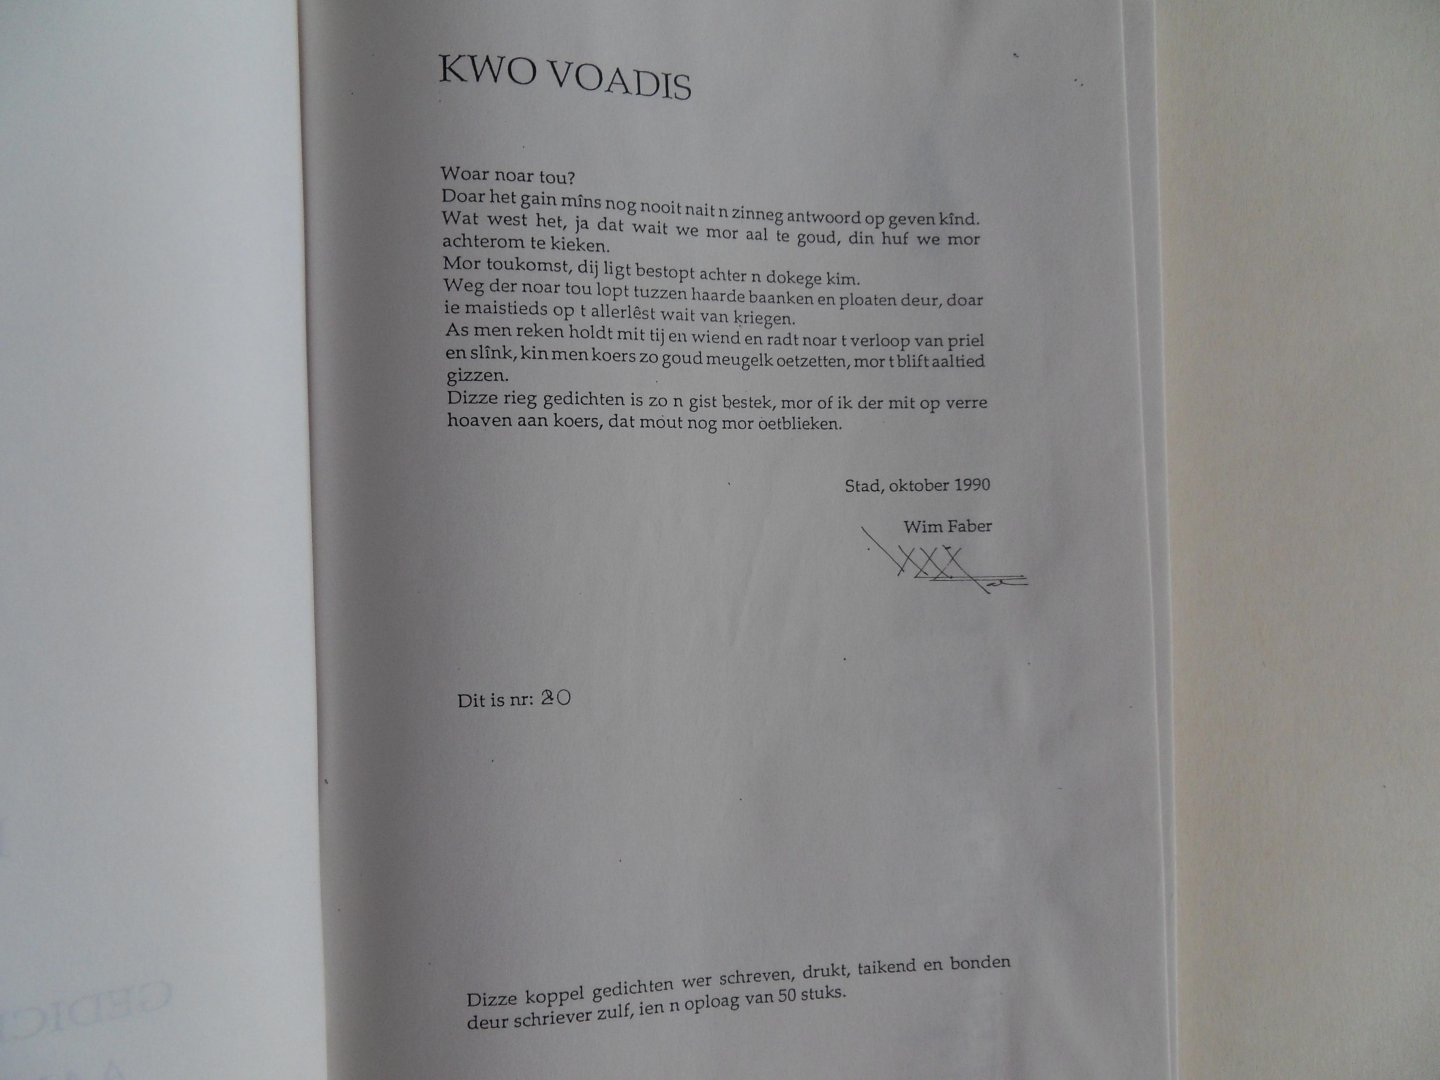 KWO VOADIS
Woar noar tou?
Doar het gain mîns nog nooit nait n zinneg antwoord op geven kînd.
Wat west het, ja dat wait we mor aal te goud, din huf we mor
achterom te kieken.
Mor toukomst, dij ligt bestopt achter n dokege kim.
Weg der noar tou lopt tuzzen haarde baanken en ploaten deur, doar
ie maistieds op t allerlêst wait van kriegen.
As men reken holdt mit tij en wiend en radt noar t verloop van priel
en slînk, kin men koers zo goud meugelk oetzetten, mor t blift aaltied
gizzen.
Dizze rieg gedichten is zo n gist bestek, mor of ik der mit op verre
hoaven aan koers, dat mout nog mor oetblieken.
Stad, oktober 1990
Wim Faber
Dit is nr: 20
Dizze koppel gedichten wer schreven, drukt, taikend en bonden
deur schriever zulf, ien n oploag van 50 stuks.